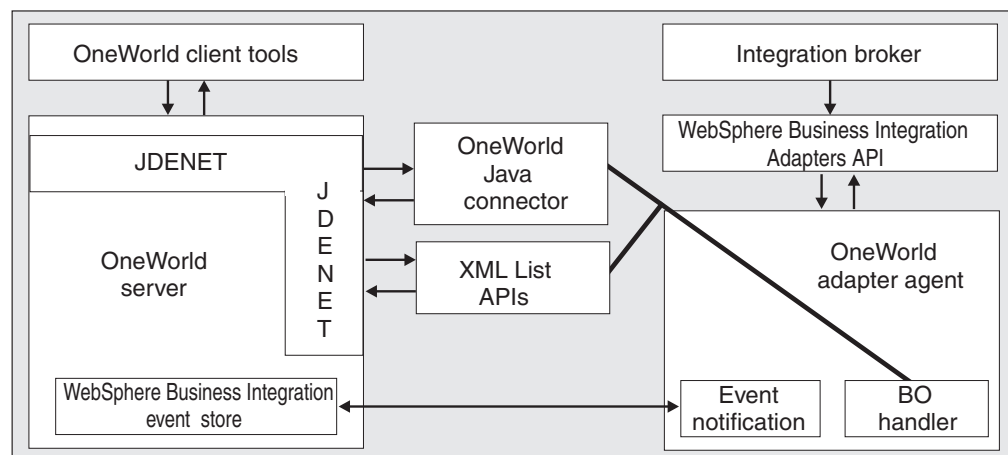 OneWorld client tools
Integration broker
JDENET
OneWorld
Java
connector
WebSphere Business Integration
Adapters API
J
D
E
N
E
T
OneWorld
server
XML List
APIs
OneWorld
adapter agent
WebSphere Business Integration
event store
Event
notification
BO
handler